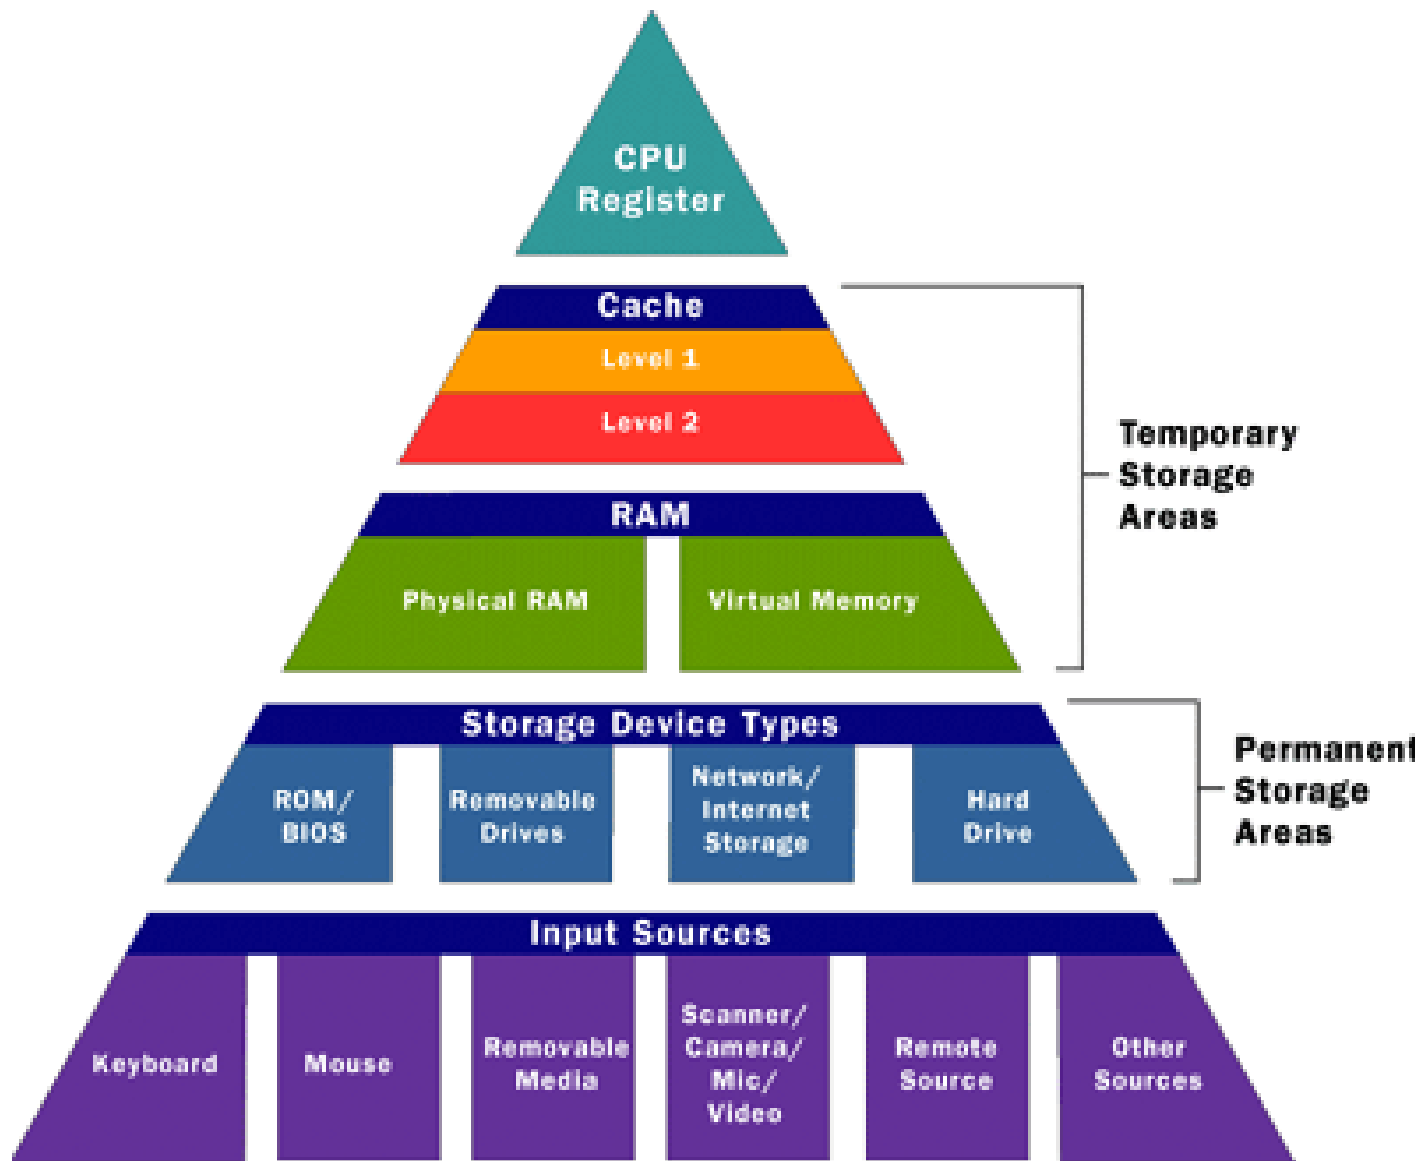 CPU
Register
Cache
Level 1
Level 2
RAM
Physical RAM
Virtual Memory
Temporary
Storage
Areas
Storage Device Types
ROM/
BIOS
Removable
Drives
Network/
Internet
Storage
Hard
Drive
Permanent
Storage
Areas
Input Sources
Keyboard
Mouse
Removable
Media
Scanner/
Camera/
Mic/
Video
Remote
Source
Other
Sources